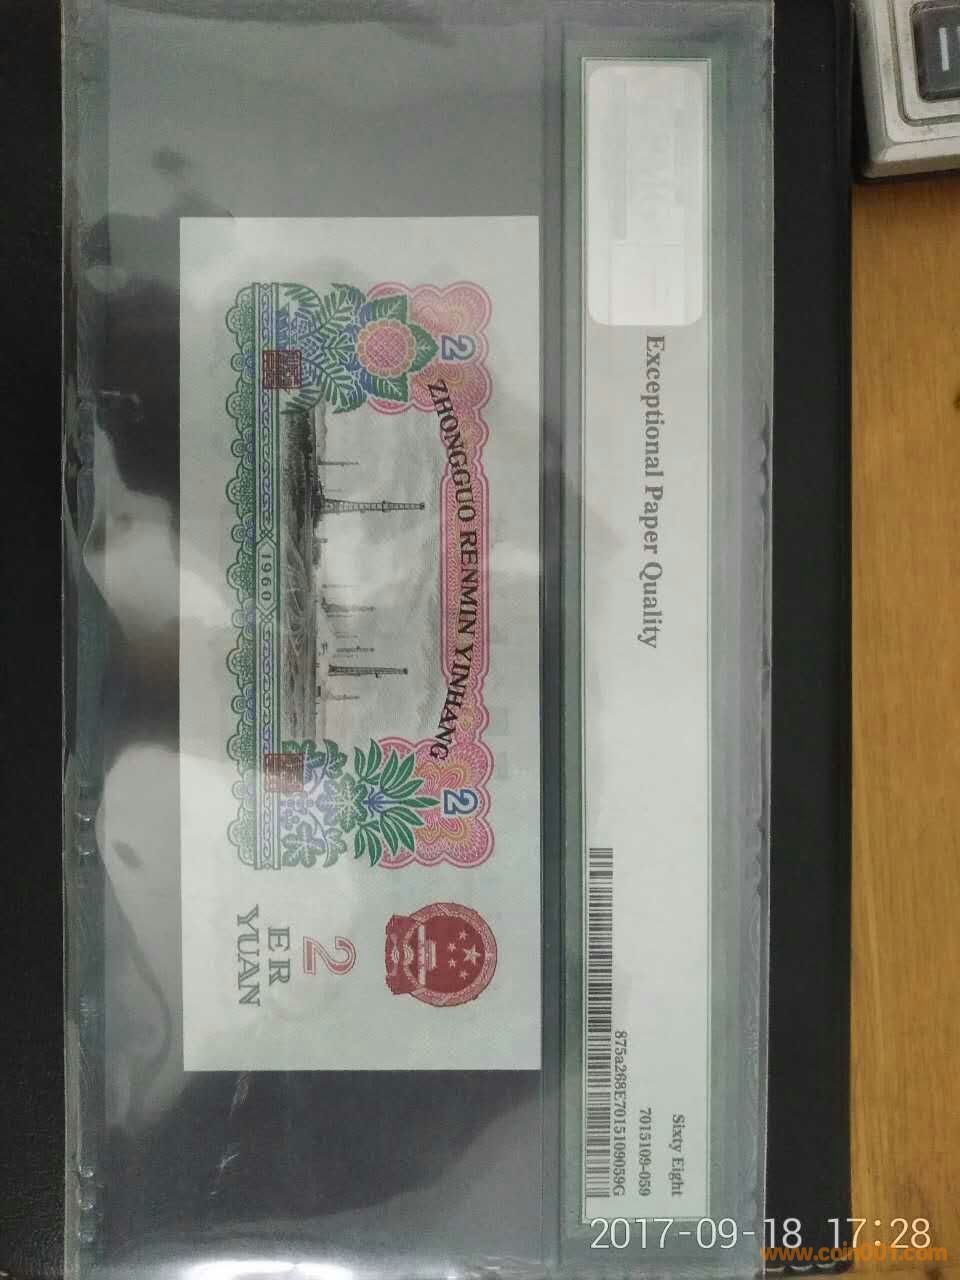 Exceptional Paper Quality
Sixty Eight
7015109-059
875a268E7015109059G
2
ZHONGGUO RENMIN YINHANG
2
1960
2
ER
YUAN
2017-09-18 17:28
www.coin001.com